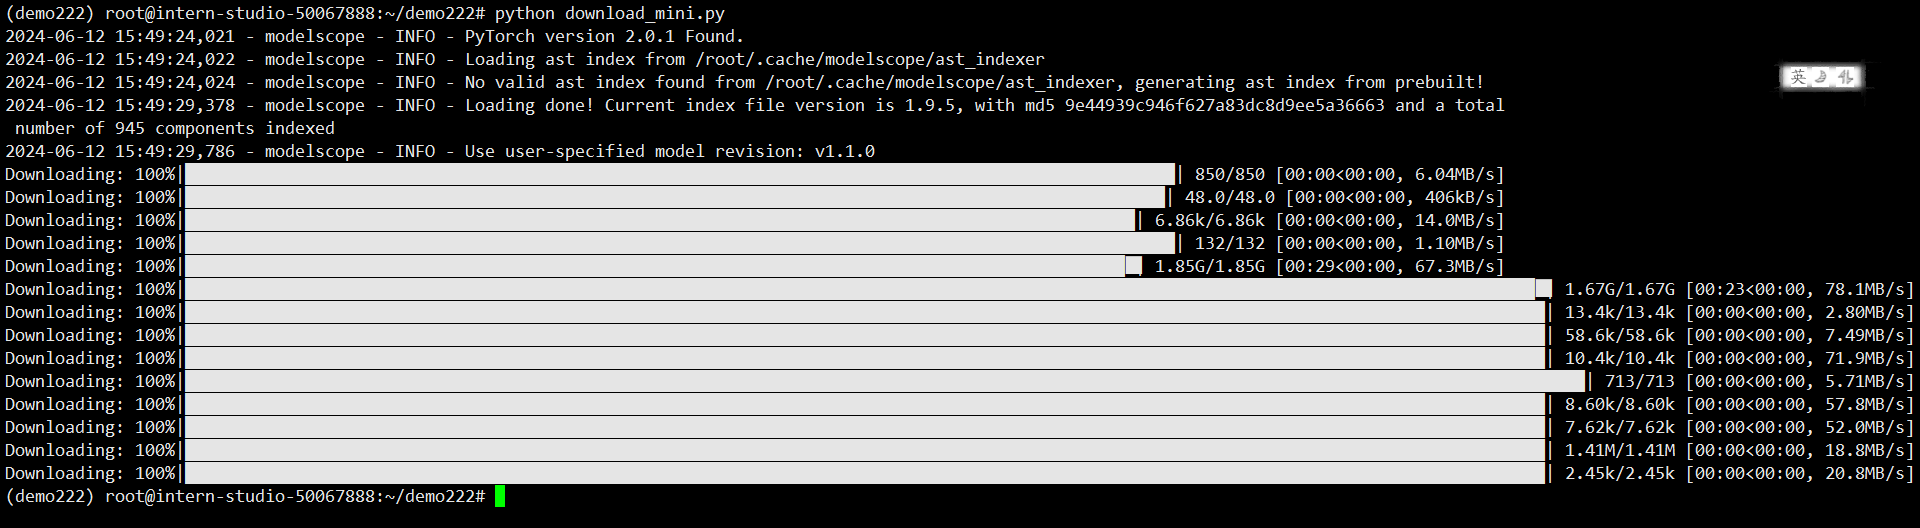 (demo222) root@intern-studio-50067888:~/demo222# python download_mini.py
2024-06-12 15:49:24,021 - modelscope - INFO - PyTorch version 2.0.1 Found.
2024-06-12 15:49:24,022 - modelscope - INFO - Loading ast index from /root/.cache/modelscope/ast_indexer
2024-06-12 15:49:24,024 - modelscope - INFO - No valid ast index found from /root/.cache/modelscope/ast_indexer, generating ast index from prebuilt!
英
2024-06-12 15:49:29,378 - modelscope - INFO - Loading done! Current index file version is 1.9.5, with md5 9e44939c946f627a83dc8d9ee5a36663 and a total
number of 945 components indexed
2024-06-12 15:49:29,786 - modelscope - INFO - Use user-specified model revision: v1.1.0
Downloading: 100%| | 850/850 [00:00<00:00, 6.04MB/s]
Downloading: 100%| | 48.0/48.0 [00:00<00:00, 406kB/s]
Downloading: 100%| | 6.86k/6.86k [00:00<00:00, 14.0MB/s]
Downloading: 100%| | 132/132 [00:00<00:00, 1.10MB/s]
Downloading: 100%| | 1.85G/1.85G [00:29<00:00, 67.3MB/s]
Downloading: 100%| | 1.67G/1.67G [00:23<00:00, 78.1MB/s]
Downloading: 100%| | 13.4k/13.4k [00:00<00:00, 2.80MB/s]
Downloading: 100%| | 58.6k/58.6k [00:00<00:00, 7.49MB/s]
Downloading: 100%| | 10.4k/10.4k [00:00<00:00, 71.9MB/s]
Downloading: 100%| | 713/713 [00:00<00:00, 5.71MB/s]
Downloading: 100%| | 8.60k/8.60k [00:00<00:00, 57.8MB/s]
Downloading: 100%| | 7.62k/7.62k [00:00<00:00, 52.0MB/s]
Downloading: 100%| | 1.41M/1.41M [00:00<00:00, 18.8MB/s]
Downloading: 100%| | 2.45k/2.45k [00:00<00:00, 20.8MB/s]
(demo222) root@intern-studio-50067888:~/demo222#